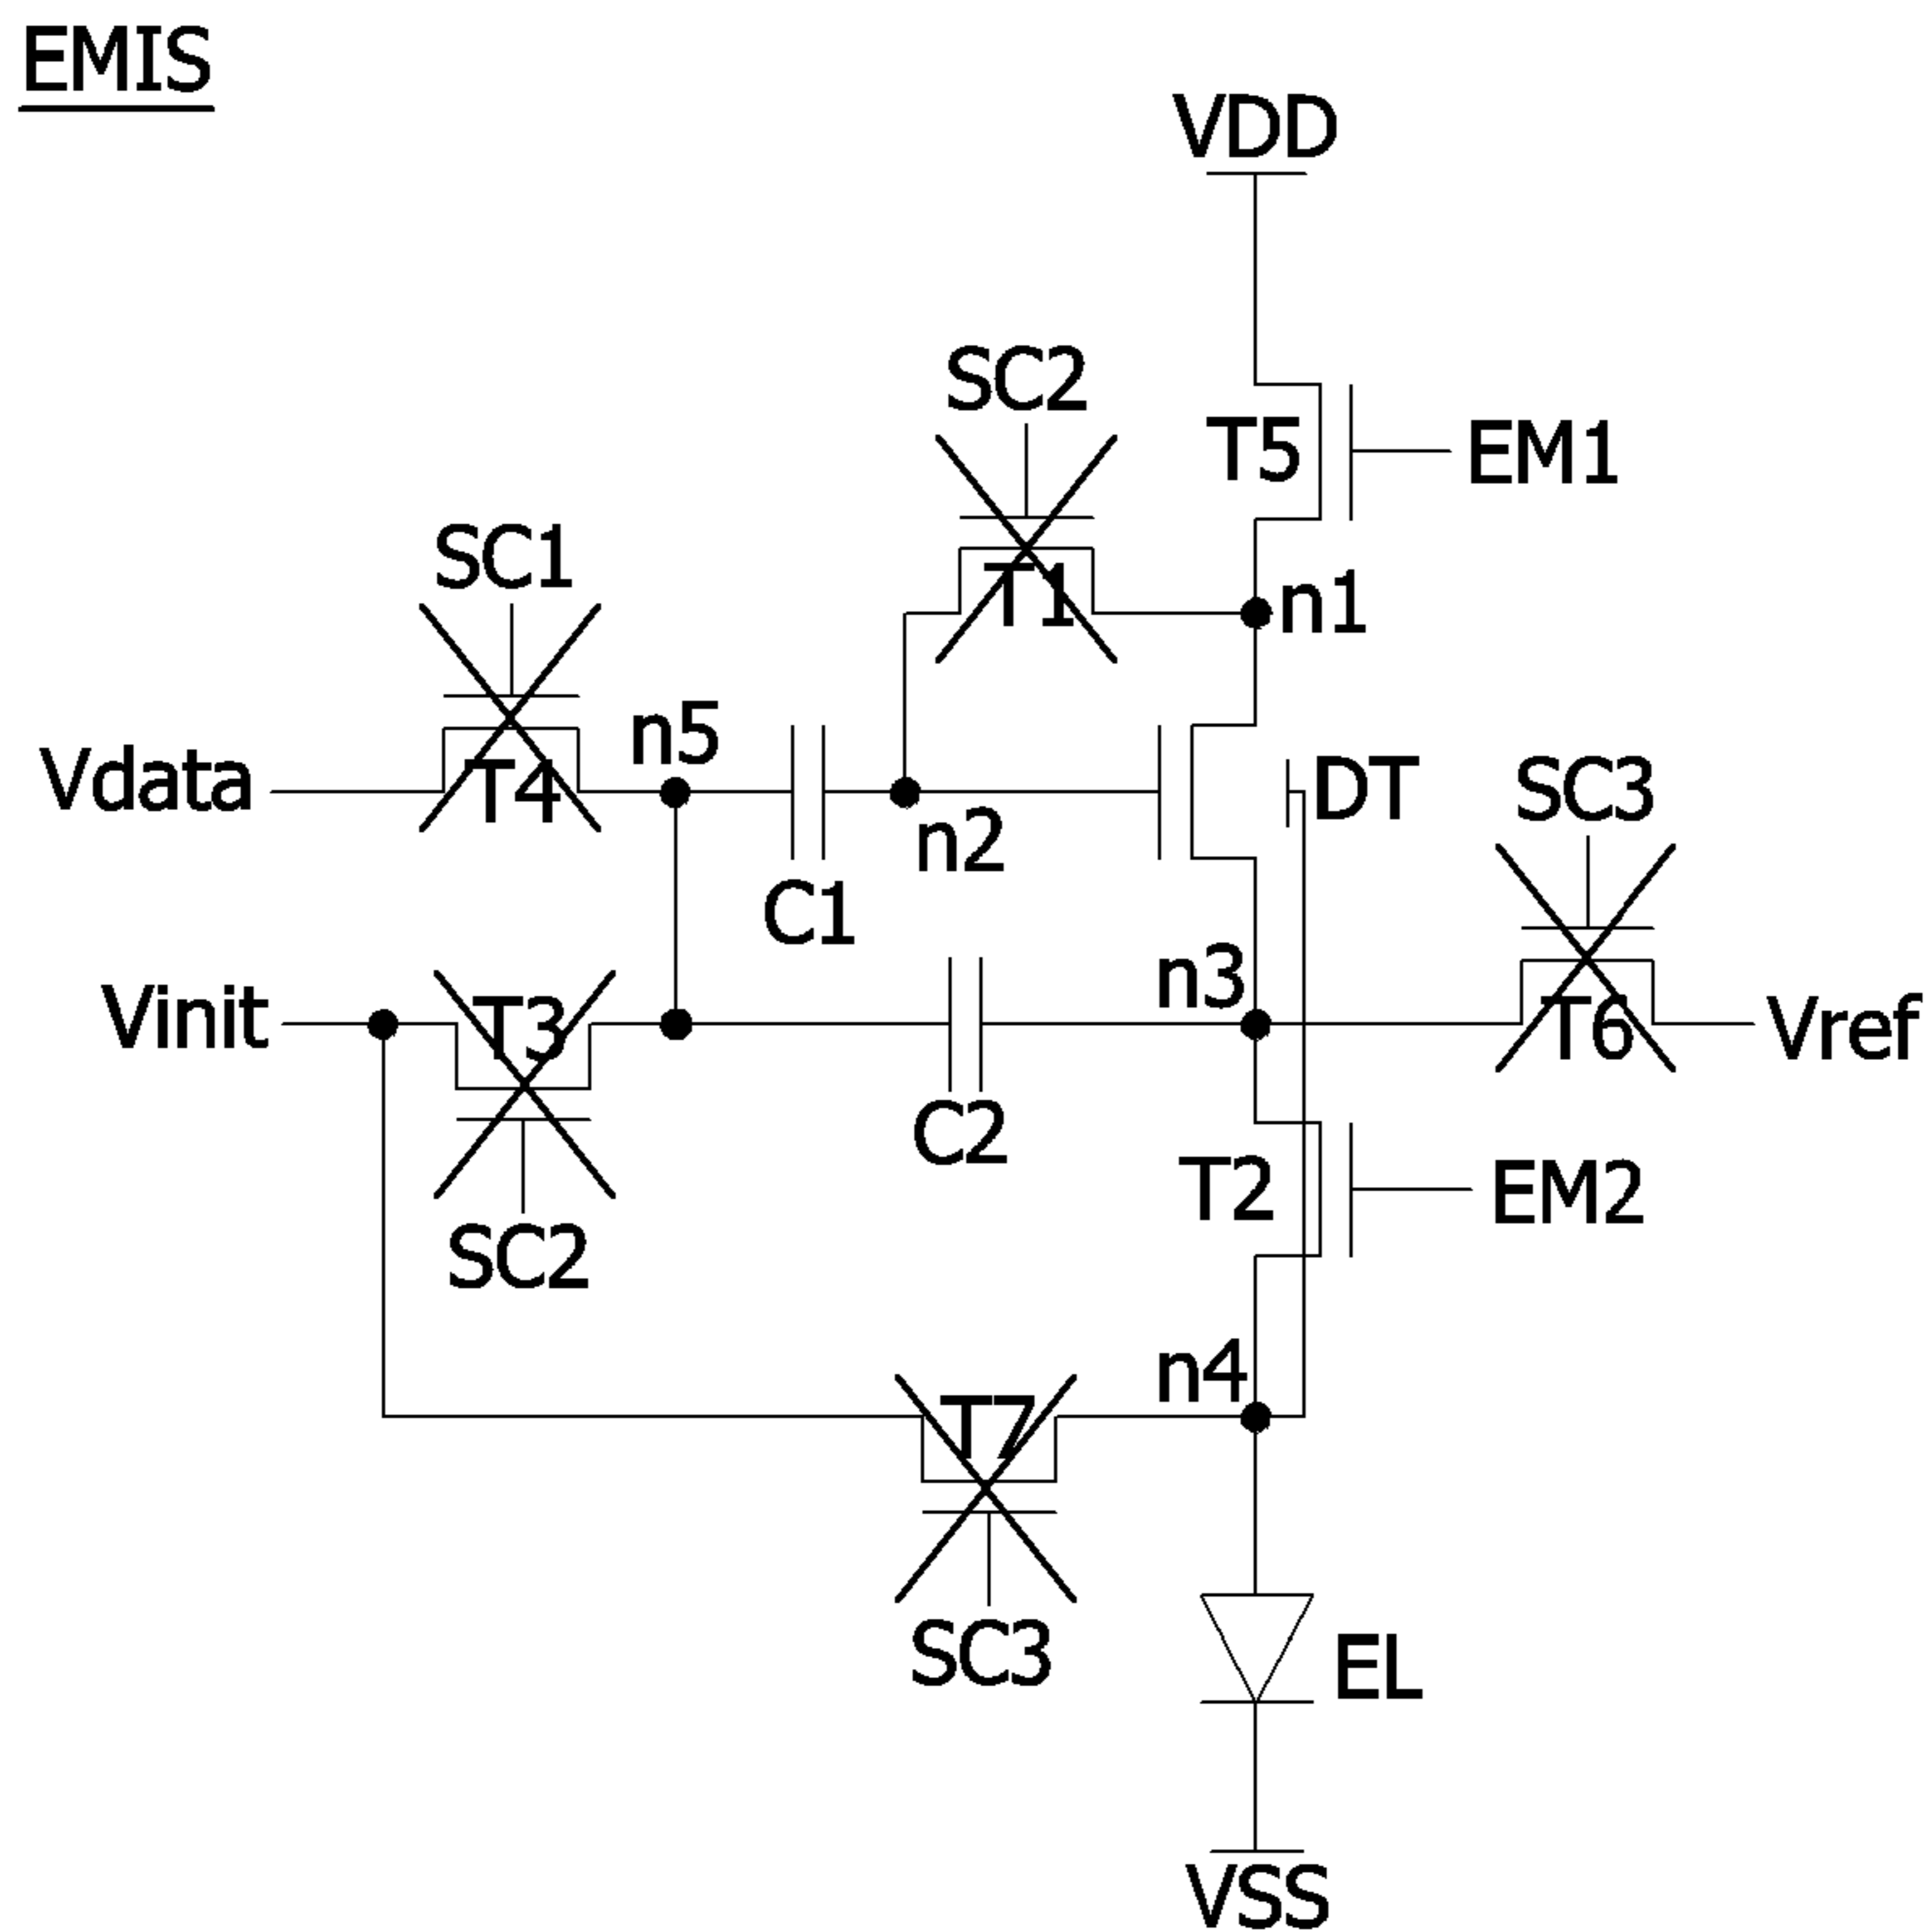 EMIS
VDD
SC2
T5
EM1
SC1
T1
n1
n5
Vdata
T4
DT
SC3
n2
C1
n3
Vinit
T3
T6
Vref
C2
T2
EM2
SC2
n4
T7
SC3
EL
VSS